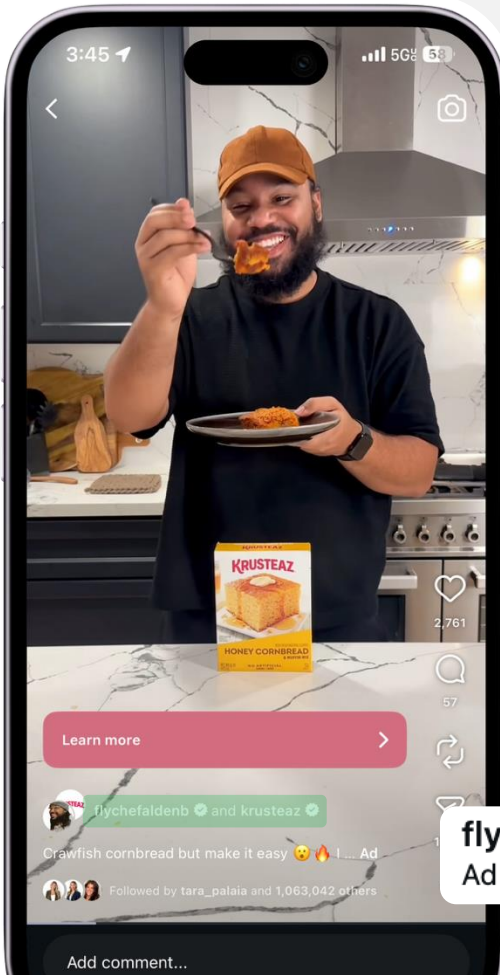 3:45
5G
58
KRUSTEAZ
KRUSTEAZ
HONEY CORNBREAD
2,761
57
Learn more
flychefaldenb and krusteaz
Crawfish cornbread but make it easy 😮🔥 I ... Ad
Followed by tara_palaia and 1,063,042 others
fly
Ad
Add comment...